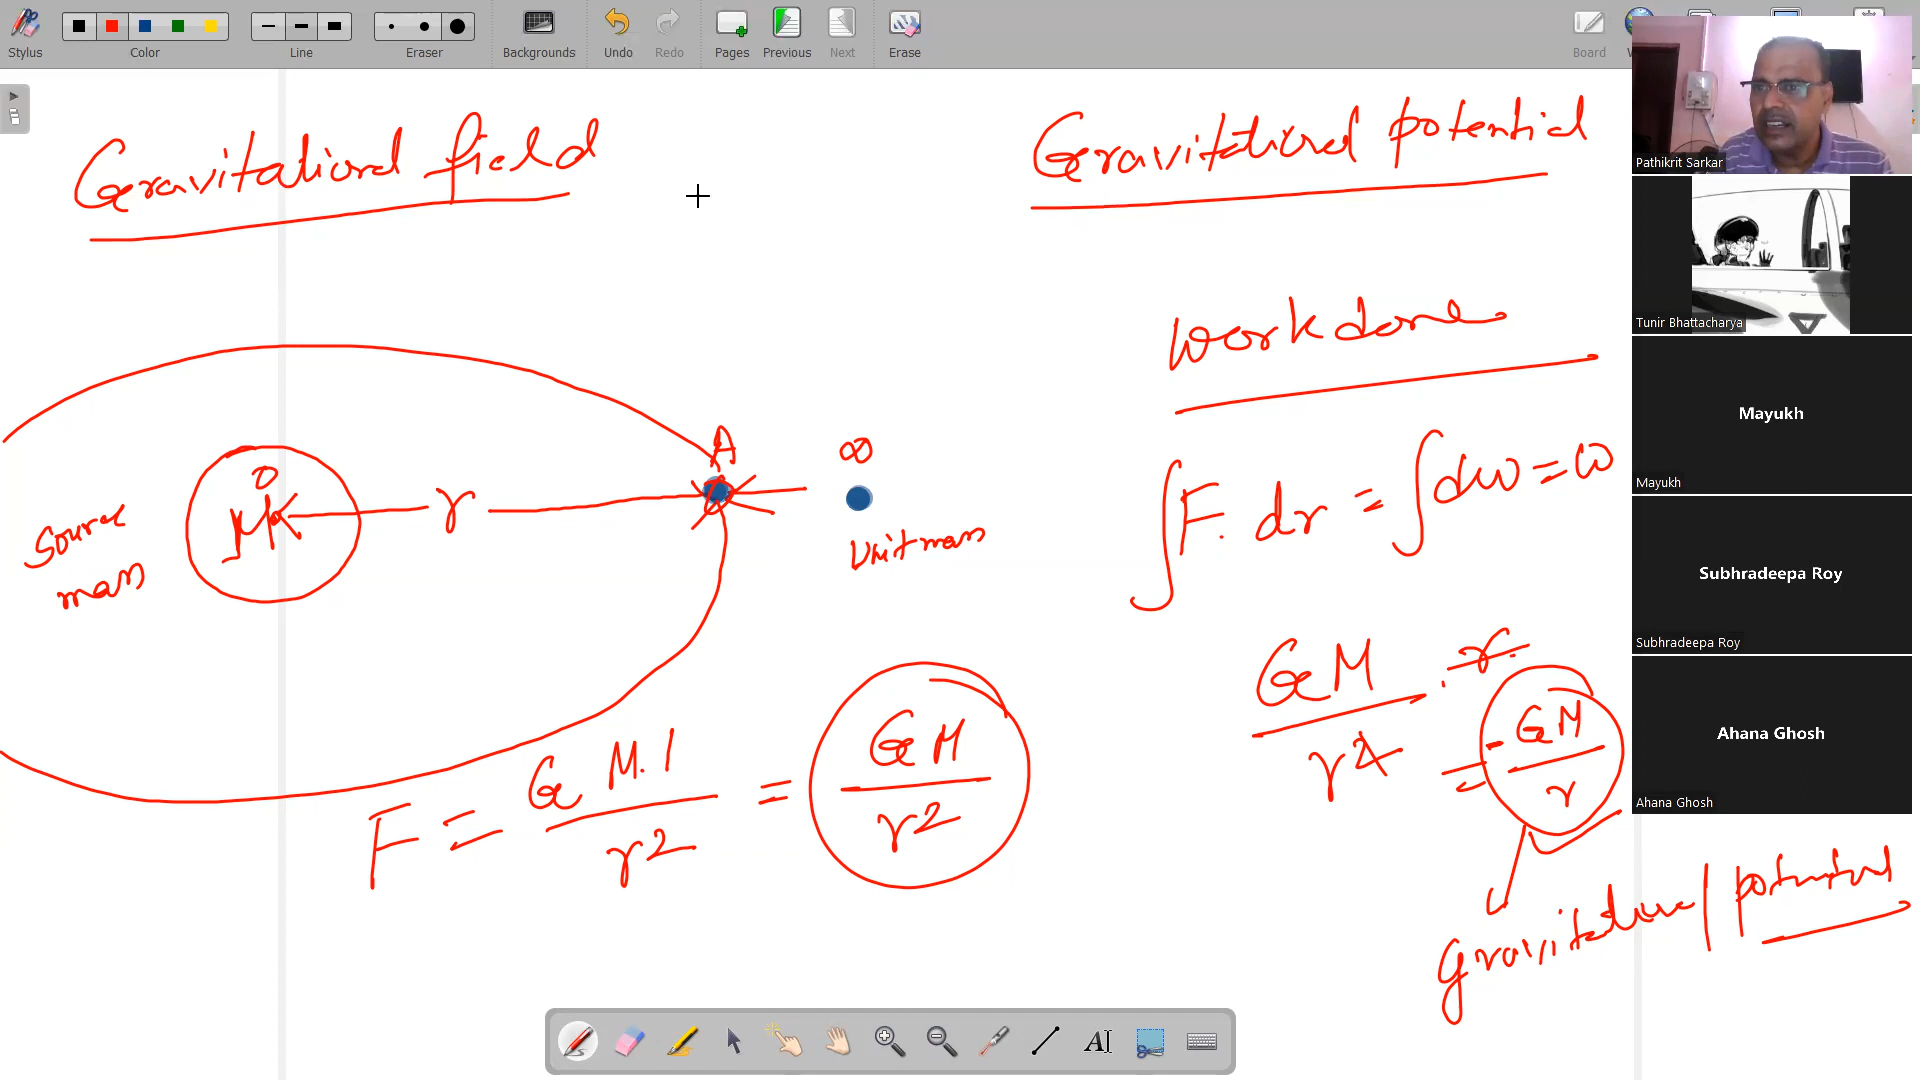 Stylus
Color
Line
Eraser
Backgrounds
Undo
Redo
Pages
Previous
Next
Erase
Board
Gravitational field
Gravitational potential
Work done
A
∞
O
M
r
Source
mass
Unit mass
∫F. dr = ∫dw = W
F = G M.1 / r2 = GM / r2
GM / r2 . r
= - GM / r
gravitational potential
Pathikrit Sarkar
Tunir Bhattacharya
Mayukh
Mayukh
Subhradeepa Roy
Subhradeepa Roy
Ahana Ghosh
Ahana Ghosh